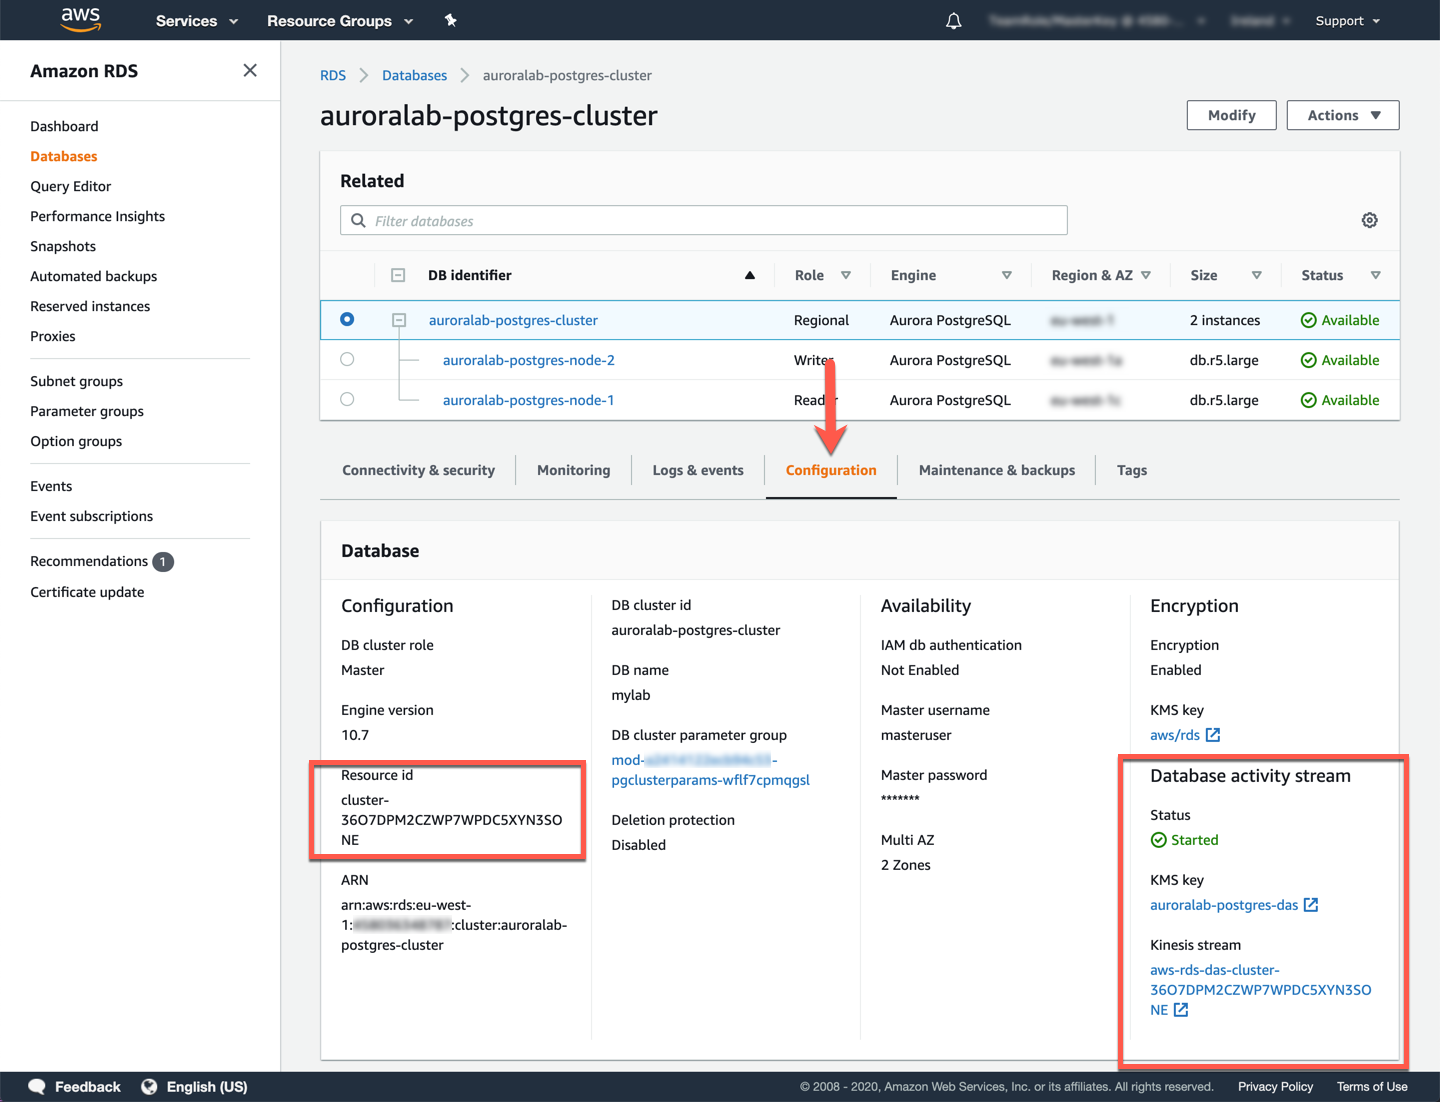 aws
Services
Resource Groups
Support
Amazon RDS
Dashboard
Databases
Query Editor
Performance Insights
Snapshots
Automated backups
Reserved instances
Proxies
Subnet groups
Parameter groups
Option groups
Events
Event subscriptions
Recommendations 1
Certificate update
RDS > Databases > auroralab-postgres-cluster
auroralab-postgres-cluster
Modify
Actions
Related
Filter databases
DB identifier Role Engine Region & AZ Size Status
auroralab-postgres-cluster Regional Aurora PostgreSQL 2 instances Available
auroralab-postgres-node-2 Writer Aurora PostgreSQL db.r5.large Available
auroralab-postgres-node-1 Reader Aurora PostgreSQL db.r5.large Available
Connectivity & security
Monitoring
Logs & events
Configuration
Maintenance & backups
Tags
Database
Configuration
DB cluster role
Master
Engine version
10.7
Resource id
cluster-
36O7DPM2CZWP7WPDC5XYN3SO
NE
ARN
arn:aws:rds:eu-west-
1: :cluster:auroralab-
postgres-cluster
DB cluster id
auroralab-postgres-cluster
DB name
mylab
DB cluster parameter group
mod- -
pgclusterparams-wflf7cpmqgsl
Deletion protection
Disabled
Availability
IAM db authentication
Not Enabled
Master username
masteruser
Master password
*******
Multi AZ
2 Zones
Encryption
Encryption
Enabled
KMS key
aws/rds
Database activity stream
Status
Started
KMS key
auroralab-postgres-das
Kinesis stream
aws-rds-das-cluster-
36O7DPM2CZWP7WPDC5XYN3SO
NE
Feedback
English (US)
© 2008 - 2020, Amazon Web Services, Inc. or its affiliates. All rights reserved.
Privacy Policy
Terms of Use